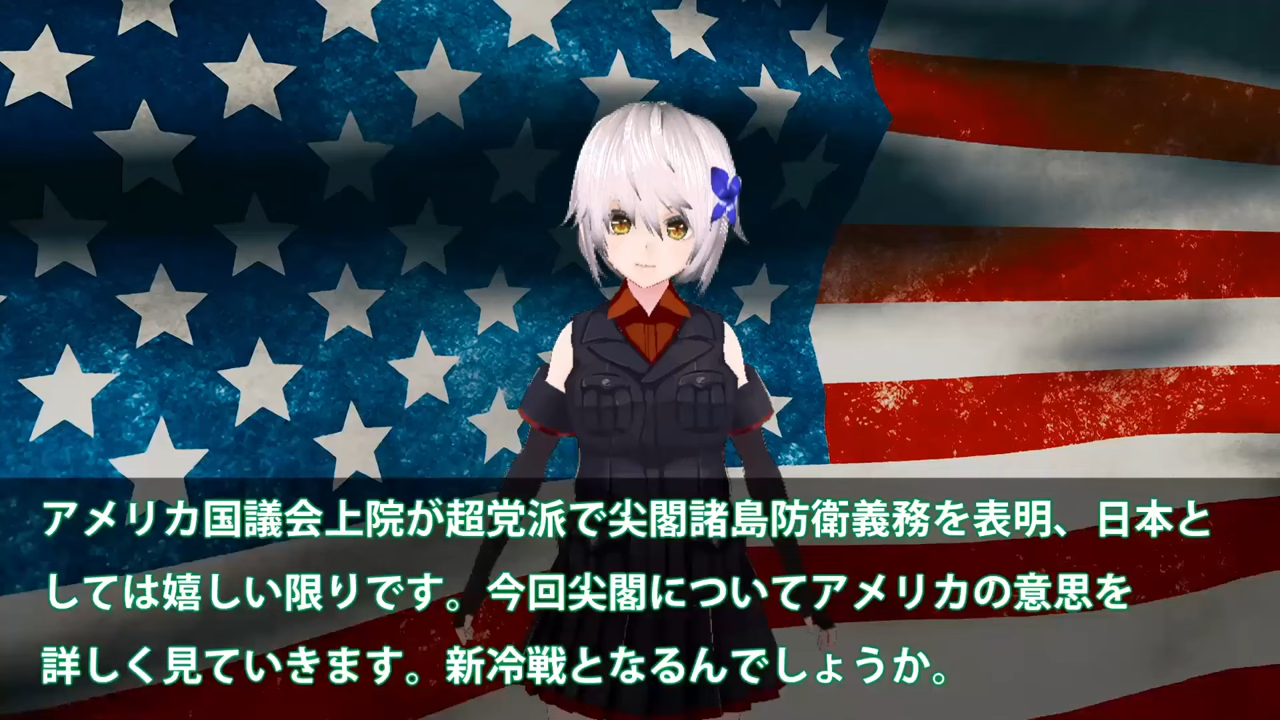 アメリカ国議会上院が超党派で尖閣諸島防衛義務を表明、日本と
しては嬉しい限りです。今回尖閣についてアメリカの意思を
詳しく見ていきます。新冷戦となるんでしょうか。